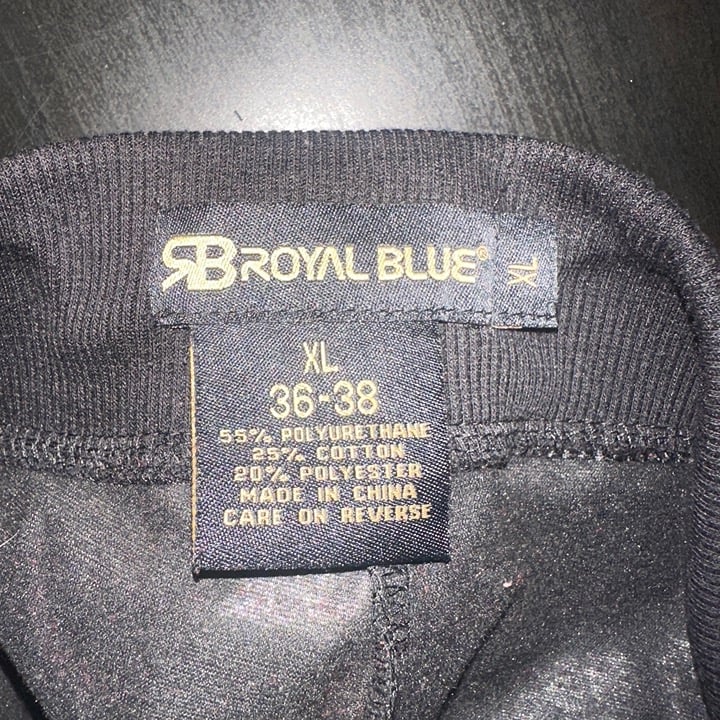 RB ROYAL BLUE®
XL
XL
36-38
55% POLYURETHANE
25% COTTON
20% POLYESTER
MADE IN CHINA
CARE ON REVERSE